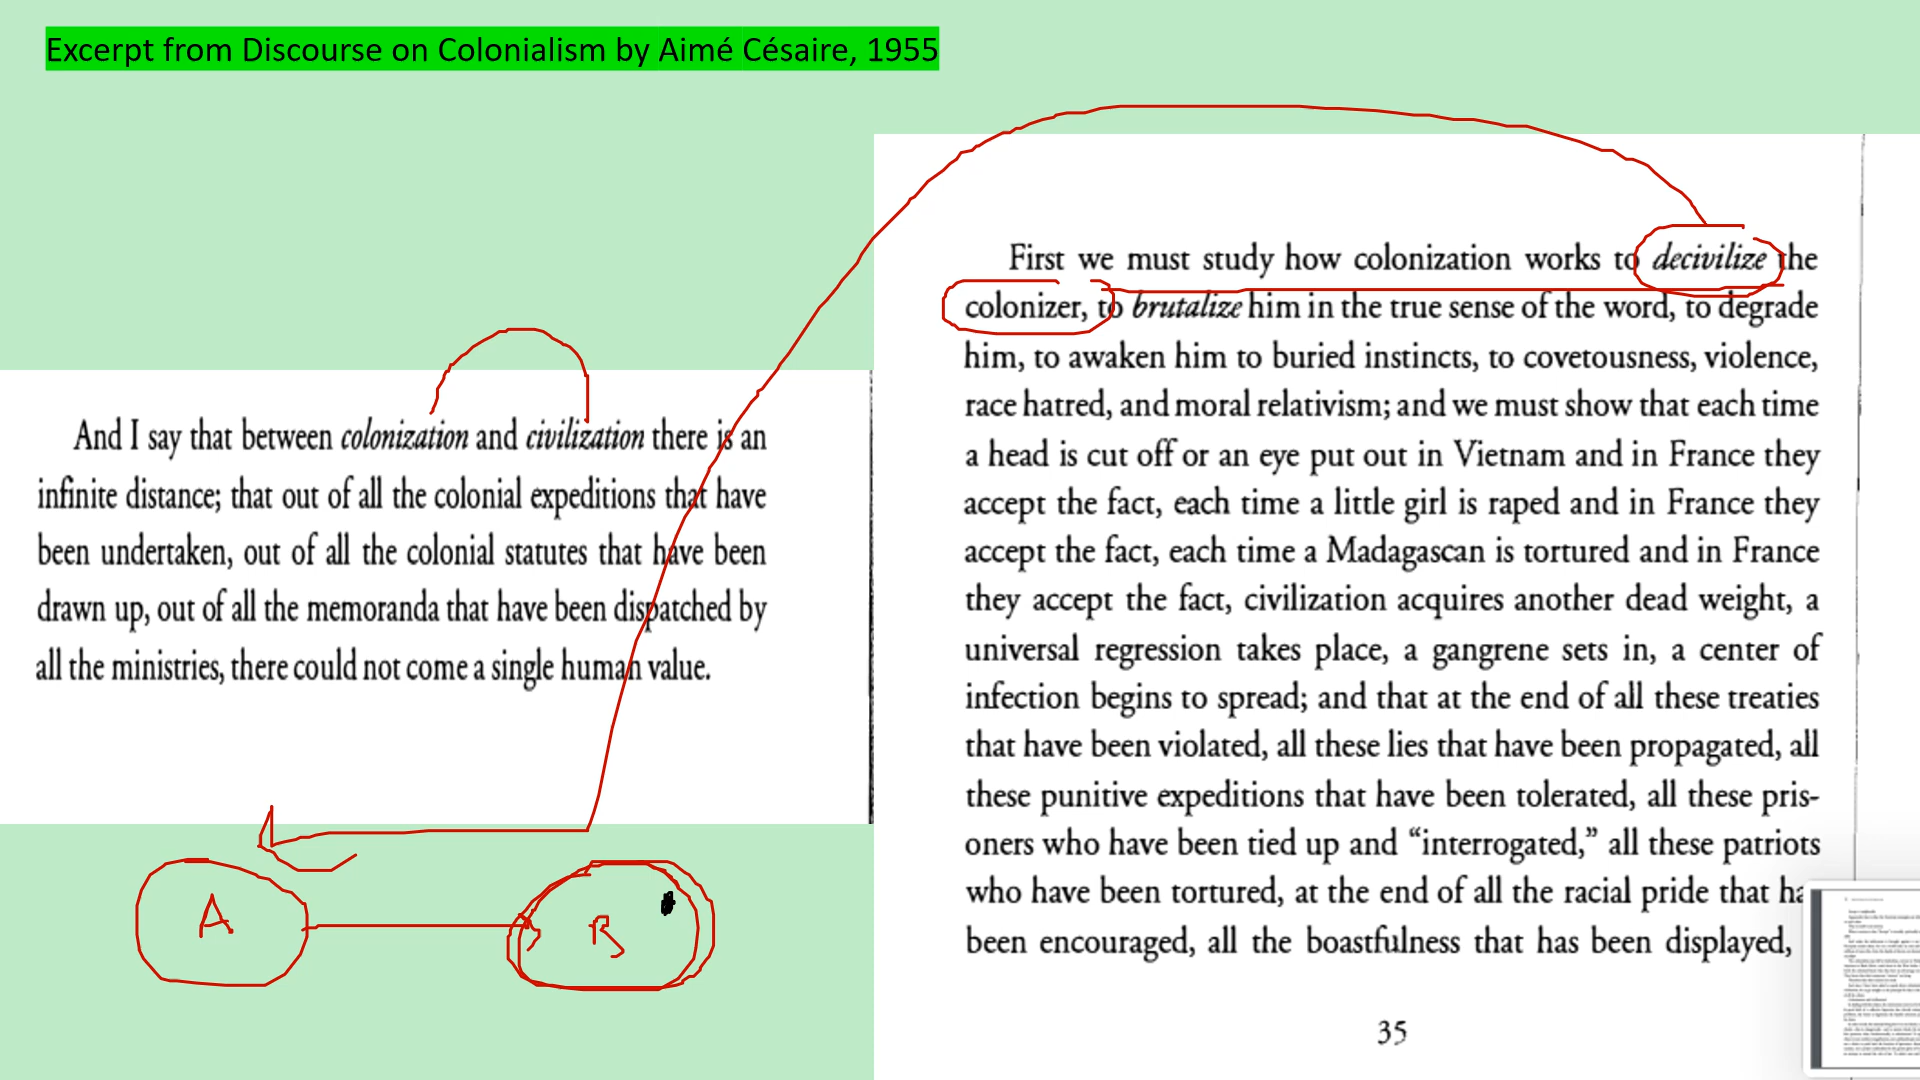 Excerpt from Discourse on Colonialism by Aimé Césaire, 1955
And I say that between colonization and civilization there is an
infinite distance; that out of all the colonial expeditions that have
been undertaken, out of all the colonial statutes that have been
drawn up, out of all the memoranda that have been dispatched by
all the ministries, there could not come a single human value.
A
B
First we must study how colonization works to decivilize the
colonizer, to brutalize him in the true sense of the word, to degrade
him, to awaken him to buried instincts, to covetousness, violence,
race hatred, and moral relativism; and we must show that each time
a head is cut off or an eye put out in Vietnam and in France they
accept the fact, each time a little girl is raped and in France they
accept the fact, each time a Madagascan is tortured and in France
they accept the fact, civilization acquires another dead weight, a
universal regression takes place, a gangrene sets in, a center of
infection begins to spread; and that at the end of all these treaties
that have been violated, all these lies that have been propagated, all
these punitive expeditions that have been tolerated, all these pris-
oners who have been tied up and “interrogated,” all these patriots
who have been tortured, at the end of all the racial pride that ha
been encouraged, all the boastfulness that has been displayed,
35